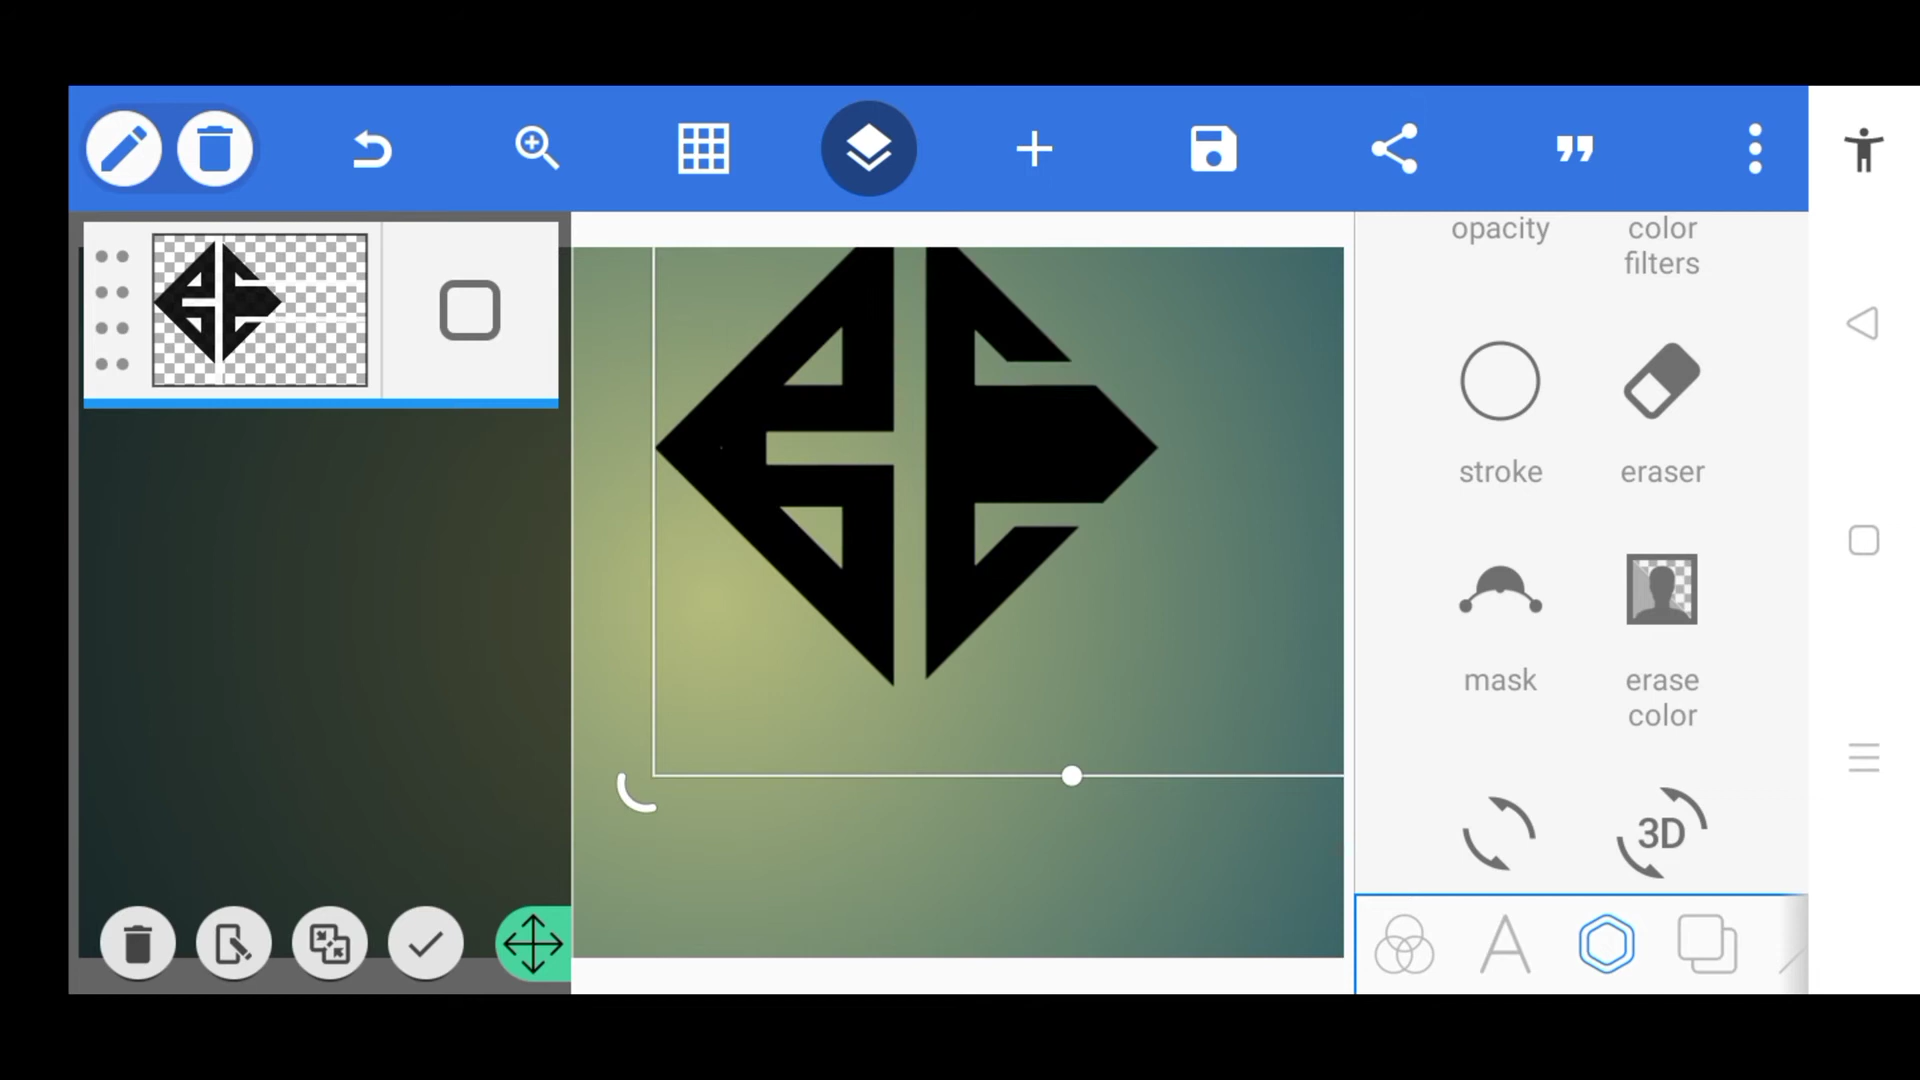 opacity
color
filters
stroke
eraser
mask
erase
color
3D